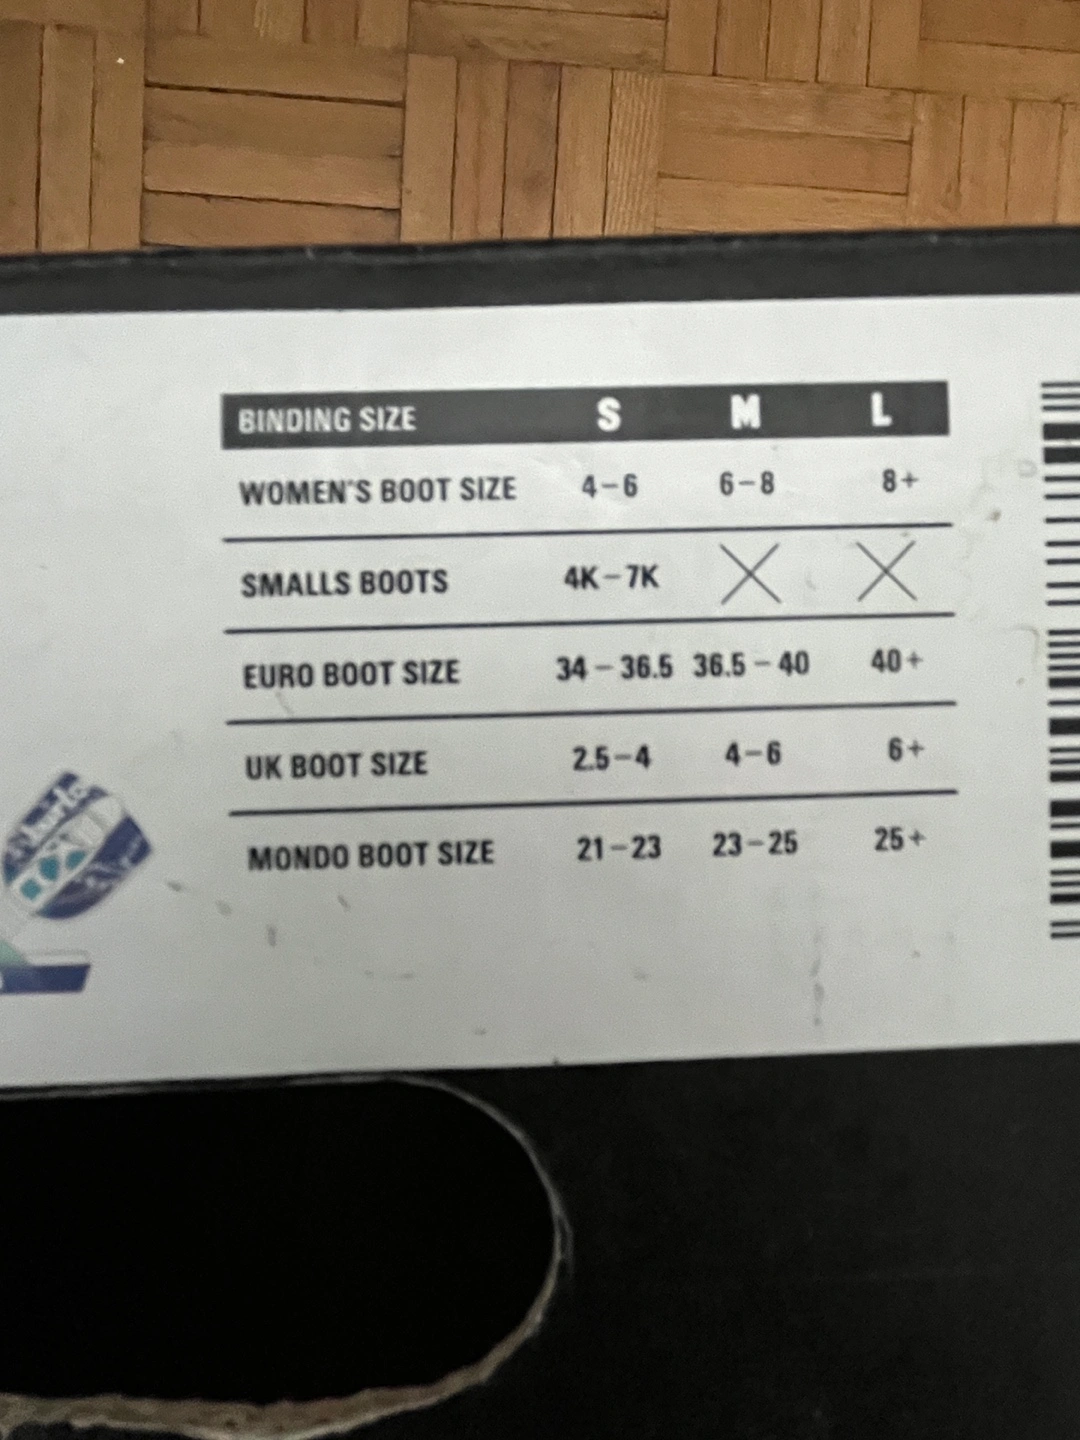 BINDING SIZE S M L
WOMEN'S BOOT SIZE 4-6 6-8 8+
SMALLS BOOTS 4K-7K
EURO BOOT SIZE 34-36.5 36.5-40 40+
UK BOOT SIZE 2.5-4 4-6 6+
MONDO BOOT SIZE 21-23 23-25 25+